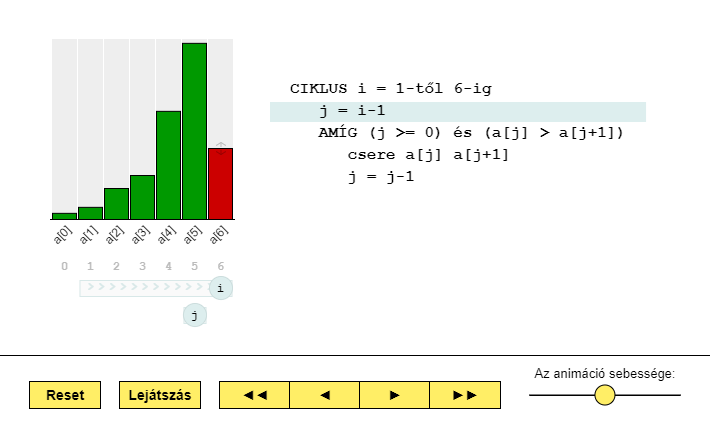 CIKLUS i = 1-től 6-ig
j = i-1
AMÍG (j >= 0) és (a[j] > a[j+1])
csere a[j] a[j+1]
j = j-1
a[0] a[1] a[2] a[3] a[4] a[5] a[6]
0 1 2 3 4 5 6
i
j
Az animáció sebessége:
Reset Lejátszás